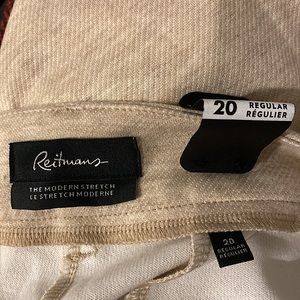 20 REGULAR
RÉGULIER
Reitmans
THE MODERN STRETCH
LE STRETCH MODERNE
20
REGULAR
RÉGULIER